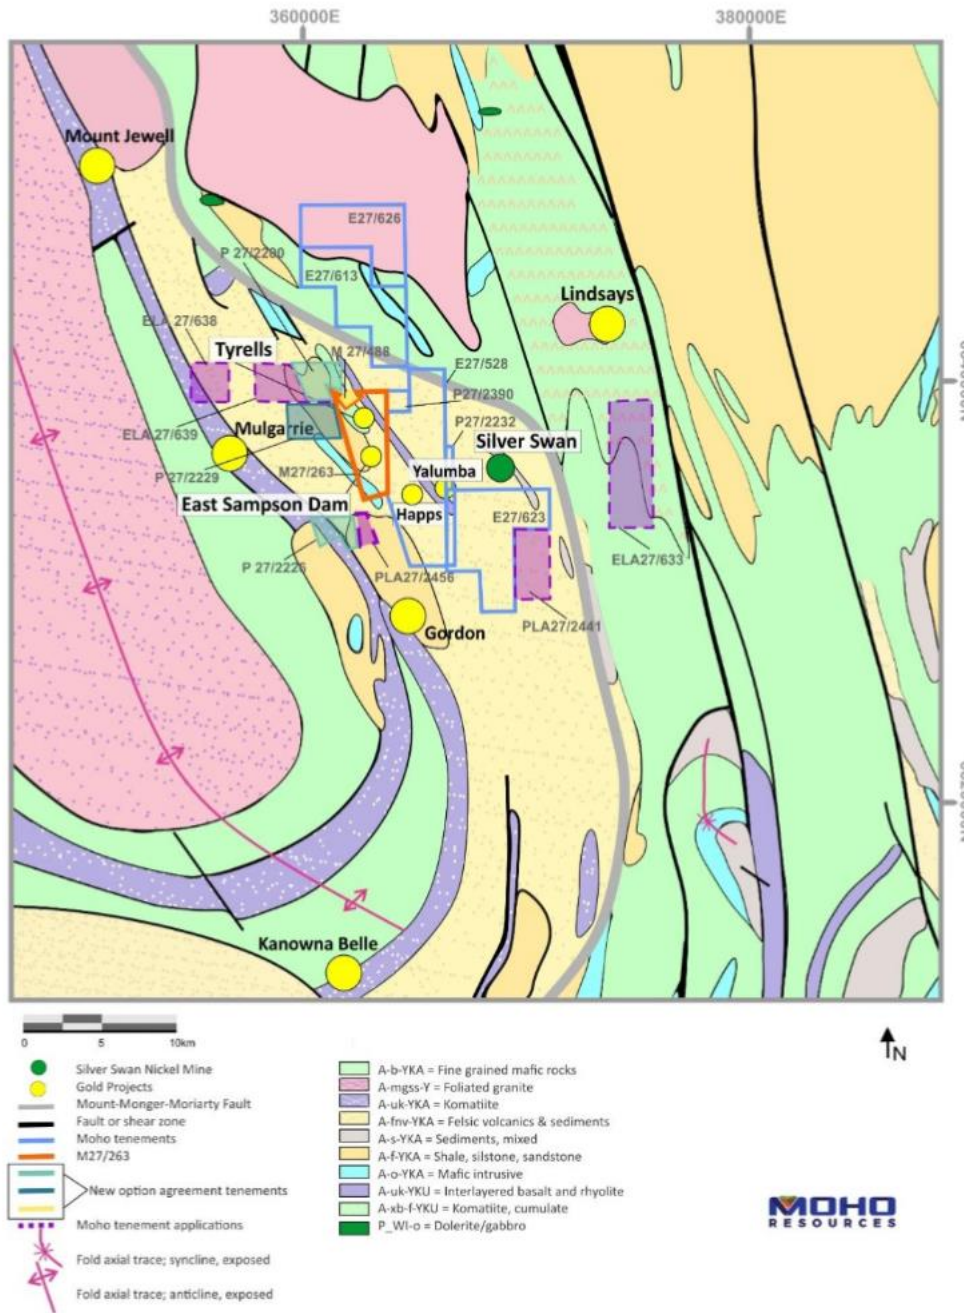 360000E
380000E
Mount Jewell
E27/626
P 27/2280
E27/613
Lindsays
ELA 27/638
Tyrells
M 27/488
E27/528
P27/2390
ELA 27/639
Mulgarrie
P27/2232
Silver Swan
P 27/2229
M27/263
Yalumba
East Sampson Dam
Happs
E27/623
P 27/2226
PLA27/2456
ELA27/633
PLA27/2441
Gordon
Kanowna Belle
0 5 10km
N
Silver Swan Nickel Mine
Gold Projects
Mount-Monger-Moriarty Fault
Fault or shear zone
Moho tenements
M27/263
New option agreement tenements
Moho tenement applications
Fold axial trace; syncline, exposed
Fold axial trace; anticline, exposed
A-b-YKA = Fine grained mafic rocks
A-mgss-Y = Foliated granite
A-uk-YKA = Komatiite
A-fnv-YKA = Felsic volcanics & sediments
A-s-YKA = Sediments, mixed
A-f-YKA = Shale, silstone, sandstone
A-o-YKA = Mafic intrusive
A-uk-YKU = Interlayered basalt and rhyolite
A-xb-f-YKU = Komatiite, cumulate
P_WI-o = Dolerite/gabbro
MOHO
RESOURCES